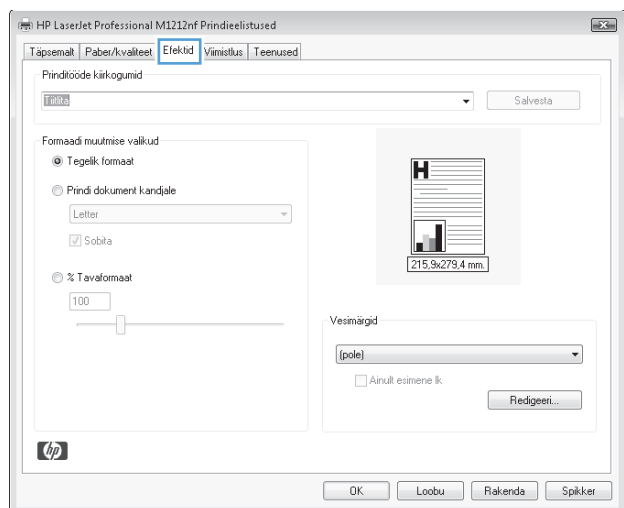 HP LaserJet Professional M1212nf Prindieelistused
Täpsemalt Paber/kvaliteet Efektid Viimistlus Teenused
Prinditööde kiirkogumid
Tiitlita
Salvesta
Formaadi muutmise valikud
Tegelik formaat
Prindi dokument kandjale
Letter
Sobita
% Tavaformaat
100
H
215,9x279,4 mm.
Vesimärgid
(pole)
Ainult esimene lk
Redigeeri...
hp
OK Loobu Rakenda Spikker